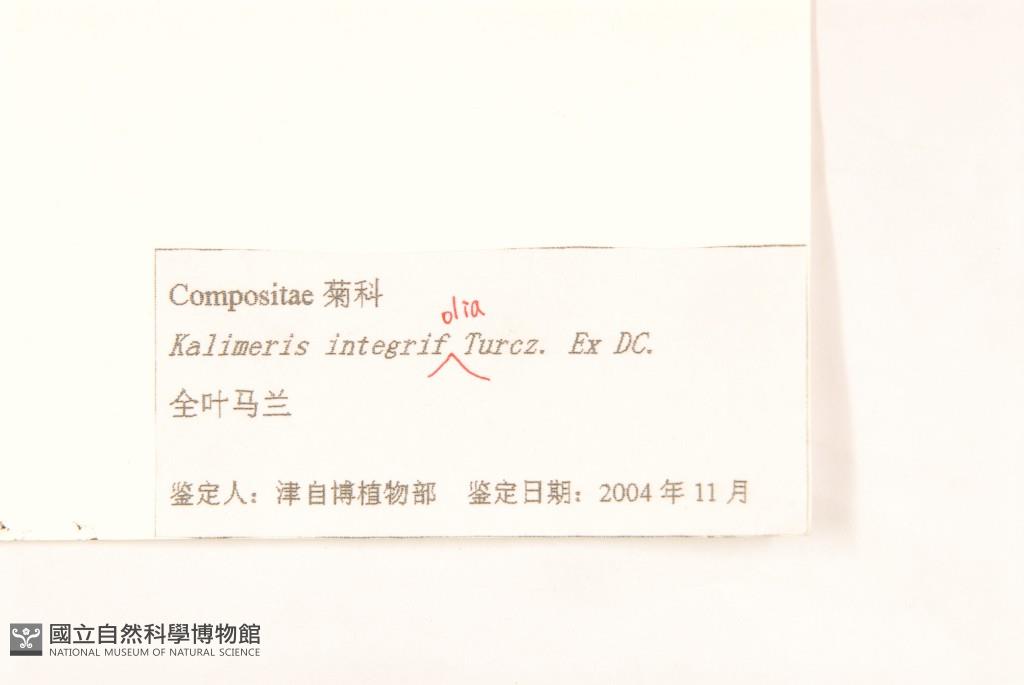 Compositae 菊科
olia
Kalimeris integrif Turcz. Ex DC.
全叶马兰
鉴定人：津自博植物部 鉴定日期：2004 年 11 月
國立自然科學博物館
NATIONAL MUSEUM OF NATURAL SCIENCE